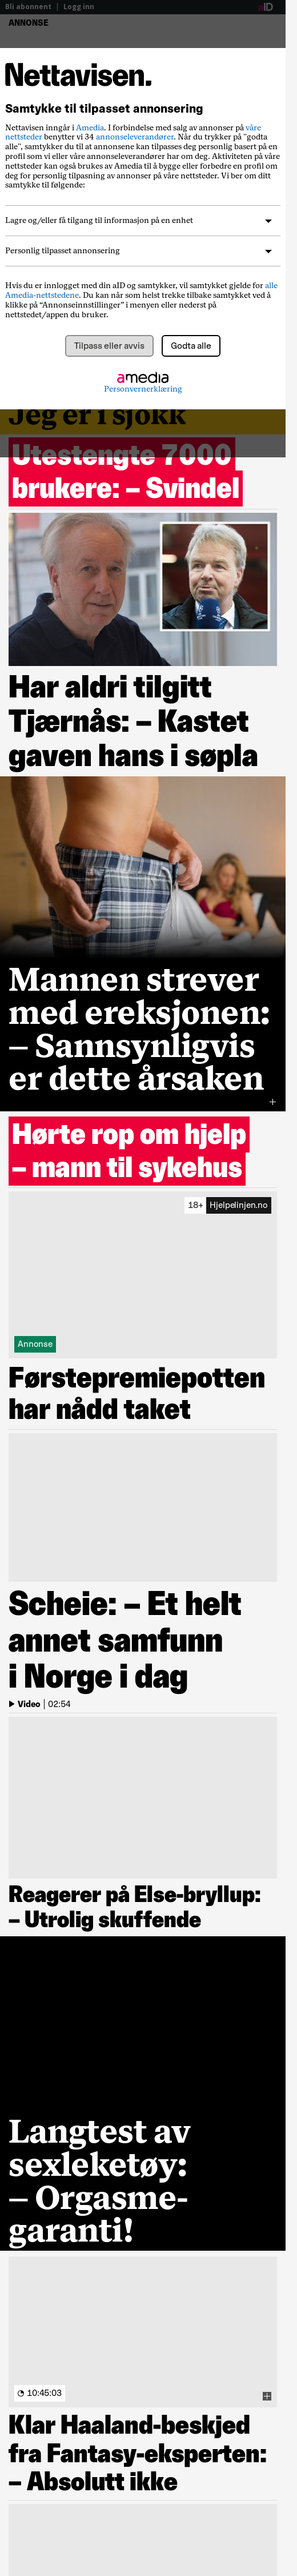 Bli abonnent | Logg inn
aID
ANNONSE
Nettavisen.
Samtykke til tilpasset annonsering
Nettavisen inngår i Amedia. I forbindelse med salg av annonser på våre
nettsteder benytter vi 34 annonseleverandører. Når du trykker på "godta
alle", samtykker du til at annonser kan tilpasses deg personlig basert på en
profil som vi eller våre annonseleverandører har om deg. Aktiviteten på våre
nettsteder kan også brukes av Amedia til å bygge eller forbedre en profil om
deg for personlig tilpasning av annonser på våre nettsteder. Vi ber om ditt
samtykke til følgende:
Lagre og/eller få tilgang til informasjon på en enhet
Personlig tilpasset annonsering
Hvis du er innlogget med din aID og samtykker, vil samtykket gjelde for alle
Amedia-nettstedene. Du kan når som helst trekke tilbake samtykket ved å
klikke på “Annonseinnstillinger” i menyen eller nederst på
nettstedet/appen du bruker.
Tilpass eller avvis
Godta alle
amedia
Personvernerklæring
Jeg er i sjokk
Utestengte 7000
brukere: – Svindel
Har aldri tilgitt
Tjærnås: – Kastet
gaven hans i søpla
Mannen strever
med ereksjonen:
– Sannsynligvis
er dette årsaken
Hørte rop om hjelp
– mann til sykehus
18+ Hjelpelinjen.no
Annonse
Førstepremiepotten
har nådd taket
Scheie: – Et helt
annet samfunn
i Norge i dag
Video | 02:54
Reagerer på Else-bryllup:
– Utrolig skuffende
Langtest av
sexleketøy:
– Orgasme-
garanti!
10:45:03
Klar Haaland-beskjed
fra Fantasy-eksperten:
– Absolutt ikke